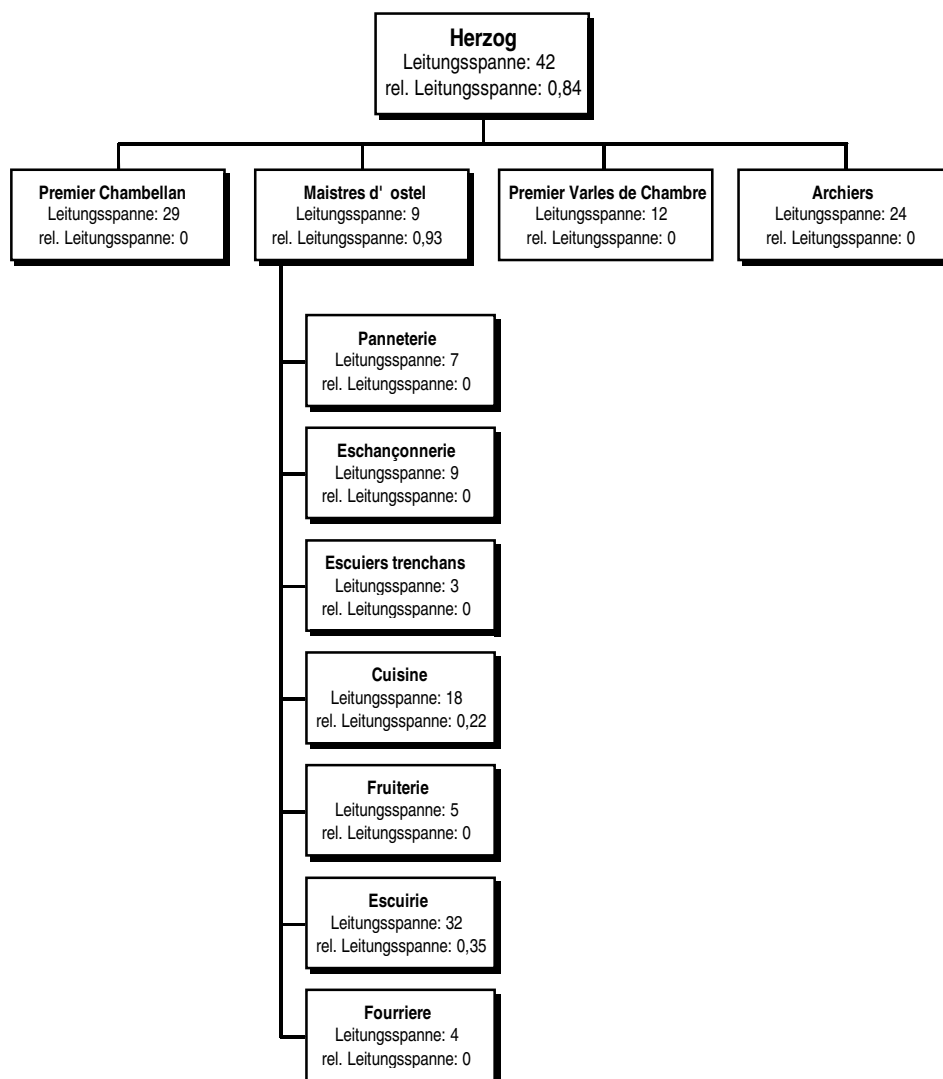 Herzog
Leitungsspanne: 42
rel. Leitungsspanne: 0,84
Premier Chambellan
Leitungsspanne: 29
rel. Leitungsspanne: 0
Maistres d' ostel
Leitungsspanne: 9
rel. Leitungsspanne: 0,93
Premier Varles de Chambre
Leitungsspanne: 12
rel. Leitungsspanne: 0
Archiers
Leitungsspanne: 24
rel. Leitungsspanne: 0
Panneterie
Leitungsspanne: 7
rel. Leitungsspanne: 0
Eschançonnerie
Leitungsspanne: 9
rel. Leitungsspanne: 0
Escuiers trenchans
Leitungsspanne: 3
rel. Leitungsspanne: 0
Cuisine
Leitungsspanne: 18
rel. Leitungsspanne: 0,22
Fruiterie
Leitungsspanne: 5
rel. Leitungsspanne: 0
Escuirie
Leitungsspanne: 32
rel. Leitungsspanne: 0,35
Fourriere
Leitungsspanne: 4
rel. Leitungsspanne: 0